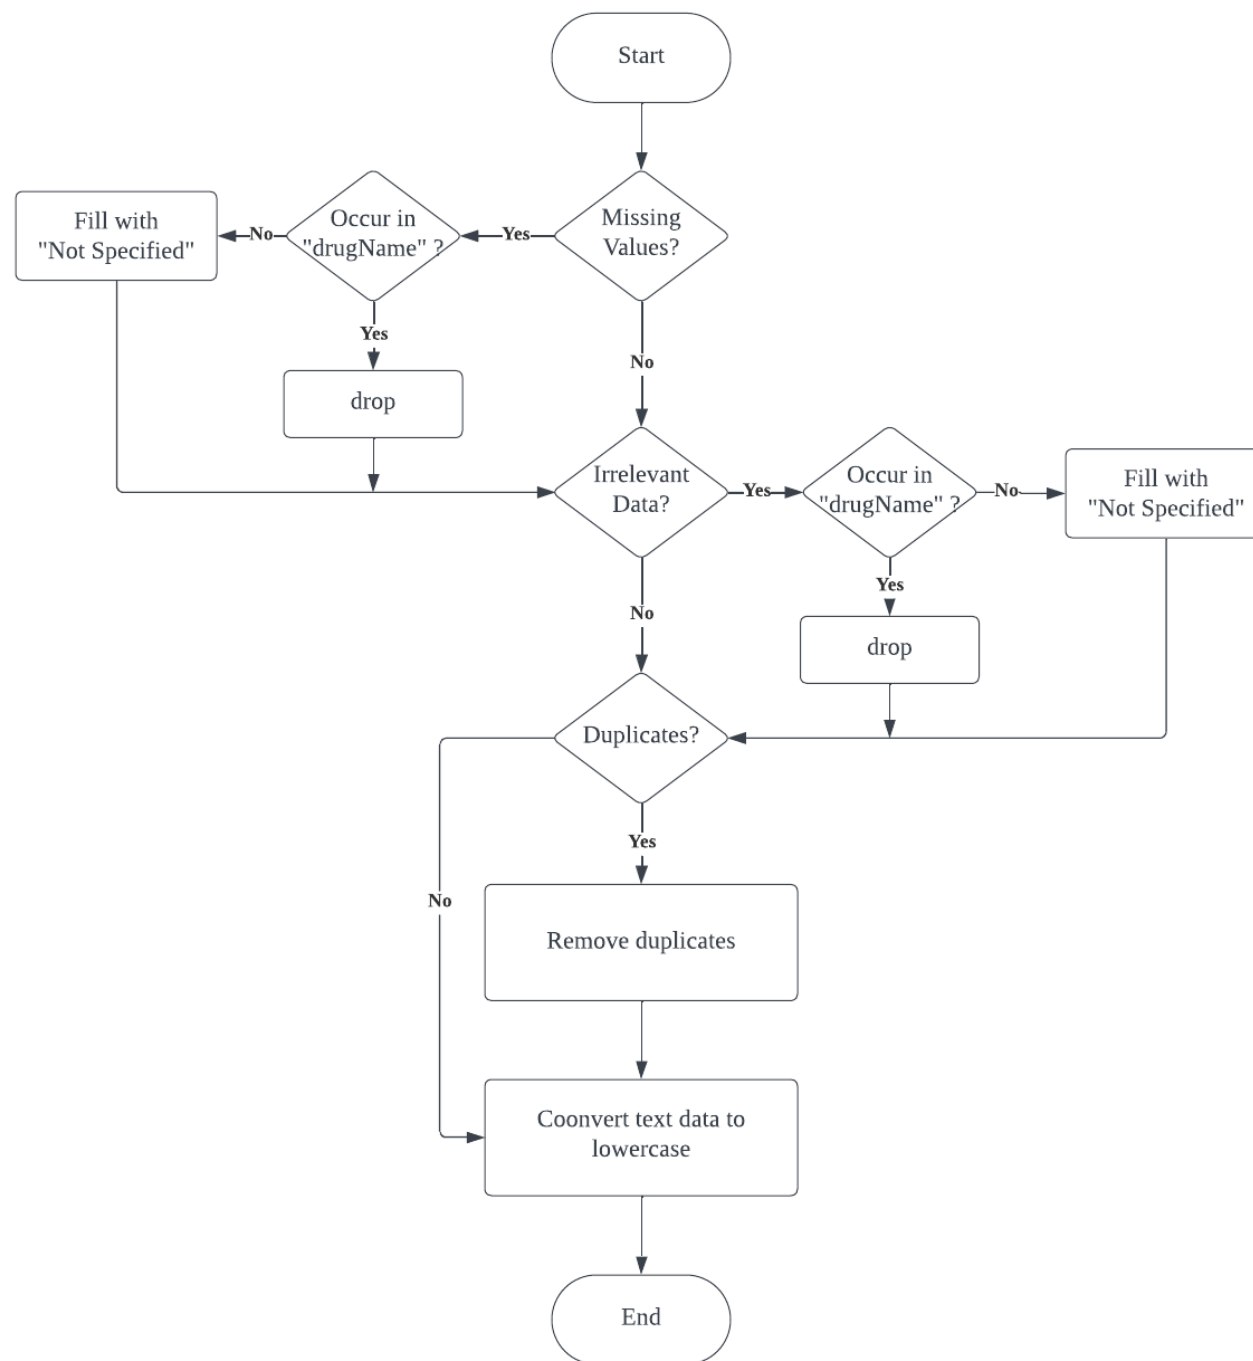 Start
Missing
Values?
Yes
Occur in
"drugName" ?
No
Fill with
"Not Specified"
Yes
drop
No
Irrelevant
Data?
Yes
Occur in
"drugName" ?
No
Fill with
"Not Specified"
Yes
drop
No
Duplicates?
Yes
No
Remove duplicates
Coonvert text data to
lowercase
End